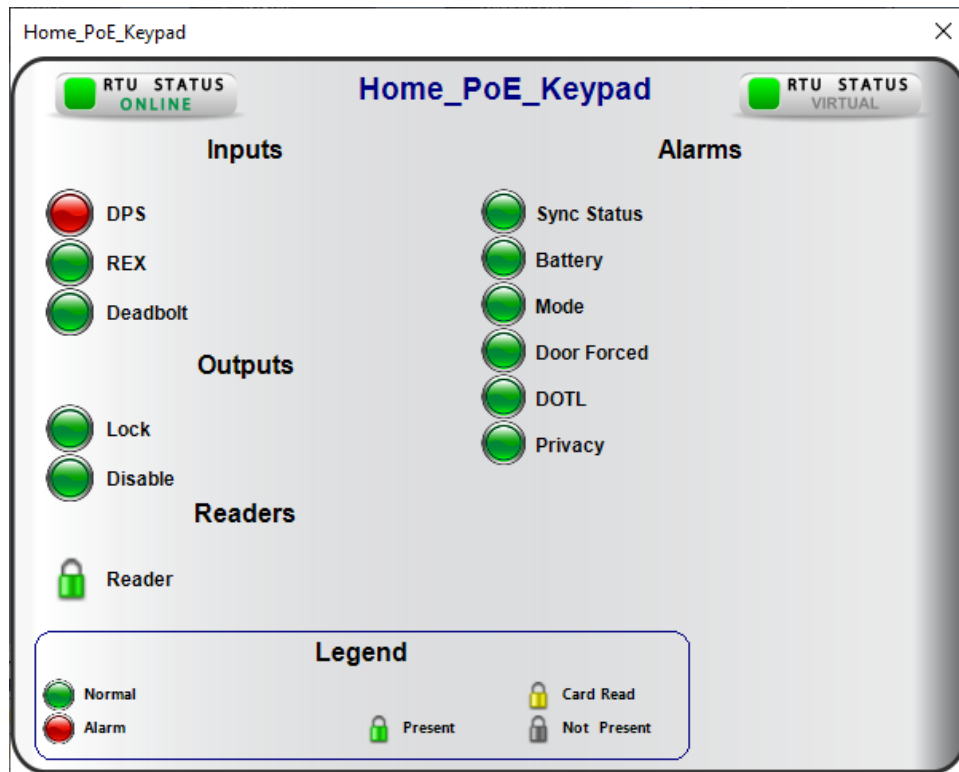 Home_PoE_Keypad
RTU STATUS
ONLINE
Home_PoE_Keypad
RTU STATUS
VIRTUAL
Inputs
DPS
REX
Deadbolt
Outputs
Lock
Disable
Readers
Reader
Alarms
Sync Status
Battery
Mode
Door Forced
DOTL
Privacy
Legend
Normal
Alarm
Present
Card Read
Not Present